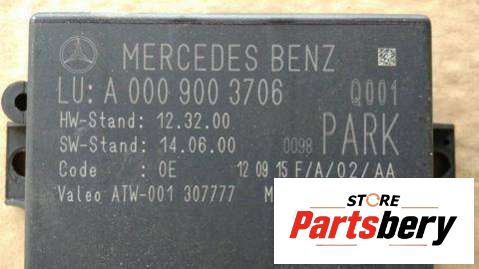 MERCEDES BENZ
LU: A 000 900 3706 Q001
HW-Stand: 12.32.00
SW-Stand: 14.06.00 0098 PARK
Code : 0E 12 09 15 F/A/02/AA
Valeo ATW-001 307777 M
STORE
Partsbery